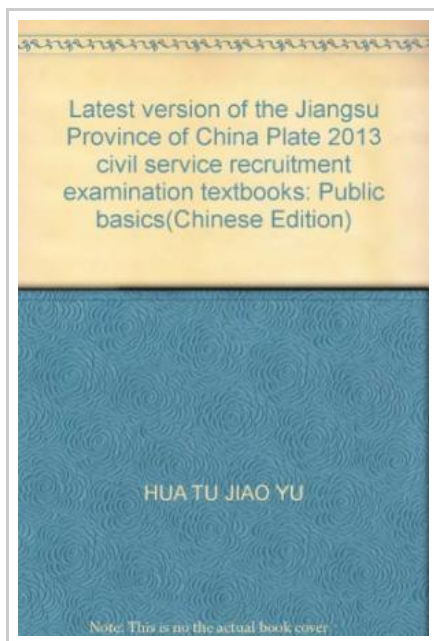 Latest version of the Jiangsu
Province of China Plate 2013
civil service recruitment
examination textbooks: Public
basics(Chinese Edition)
HUA TU JIAO YU
Note: This is no the actual book cover